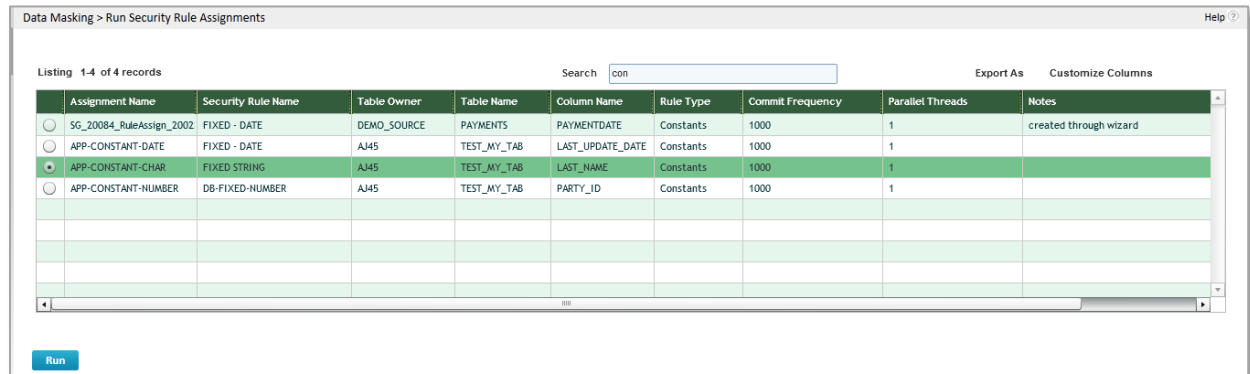 Data Masking > Run Security Rule Assignments Help ?
Listing 1-4 of 4 records Search con Export As Customize Columns
Assignment Name Security Rule Name Table Owner Table Name Column Name Rule Type Commit Frequency Parallel Threads Notes
SG_20084_RuleAssign_2002 FIXED - DATE DEMO_SOURCE PAYMENTS PAYMENTDATE Constants 1000 1 created through wizard
APP-CONSTANT-DATE FIXED - DATE AJ45 TEST_MY_TAB LAST_UPDATE_DATE Constants 1000 1
APP-CONSTANT-CHAR FIXED STRING AJ45 TEST_MY_TAB LAST_NAME Constants 1000 1
APP-CONSTANT-NUMBER DB-FIXED-NUMBER AJ45 TEST_MY_TAB PARTY_ID Constants 1000 1
Run